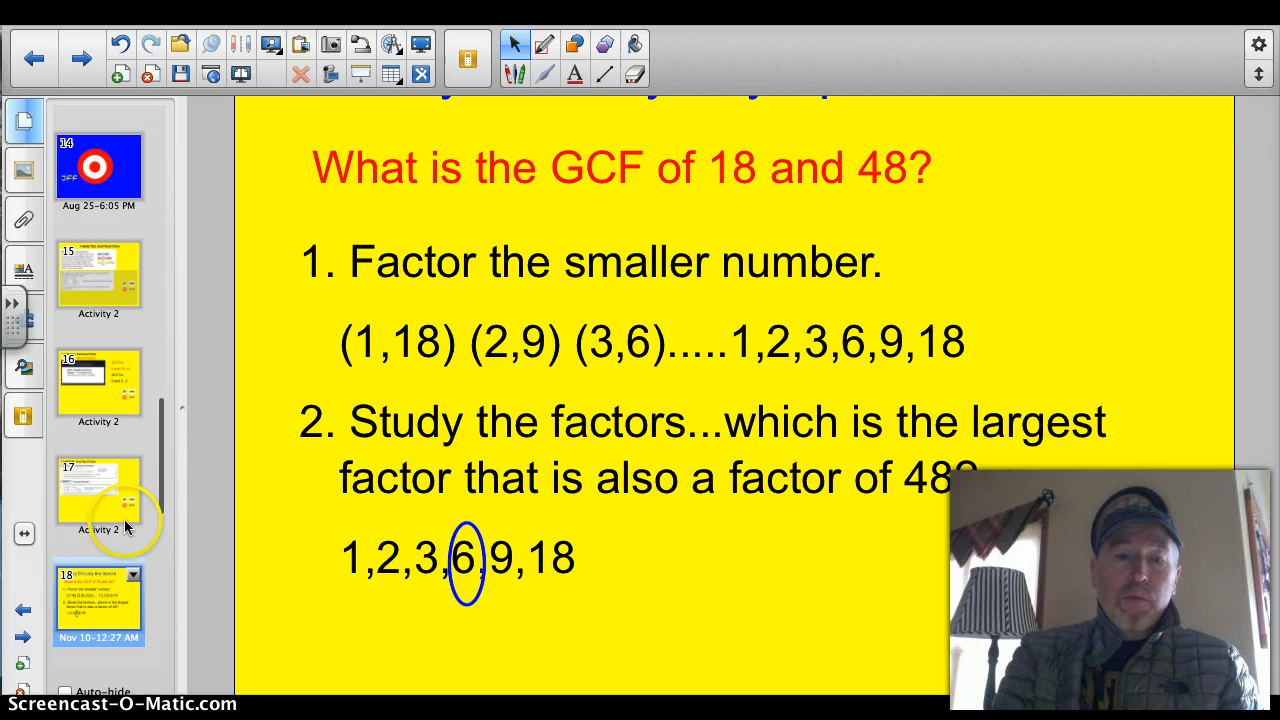 What is the GCF of 18 and 48?
1. Factor the smaller number.
(1,18) (2,9) (3,6).....1,2,3,6,9,18
2. Study the factors...which is the largest
factor that is also a factor of 48?
1,2,3,6,9,18
14
OFF
Aug 25-6:05 PM
15
Activity 2
16
Activity 2
17
Activity 2
18
Nov 10-12:27 AM
Auto-hide
Screencast-O-Matic.com